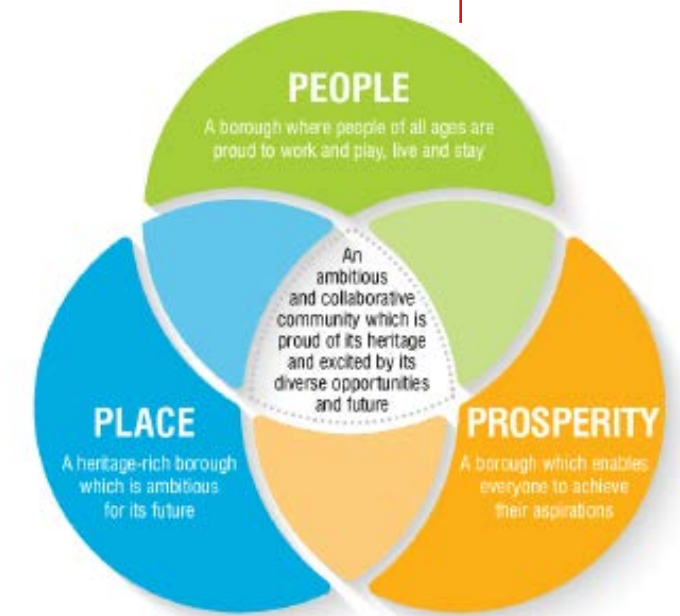 PEOPLE
A borough where people of all ages are
proud to work and play, live and stay
An
ambitious
and collaborative
community which is
proud of its heritage
and excited by its
diverse opportunities
and future
PLACE
A heritage-rich borough
which is ambitious
for its future
PROSPERITY
A borough which enables
everyone to achieve
their aspirations